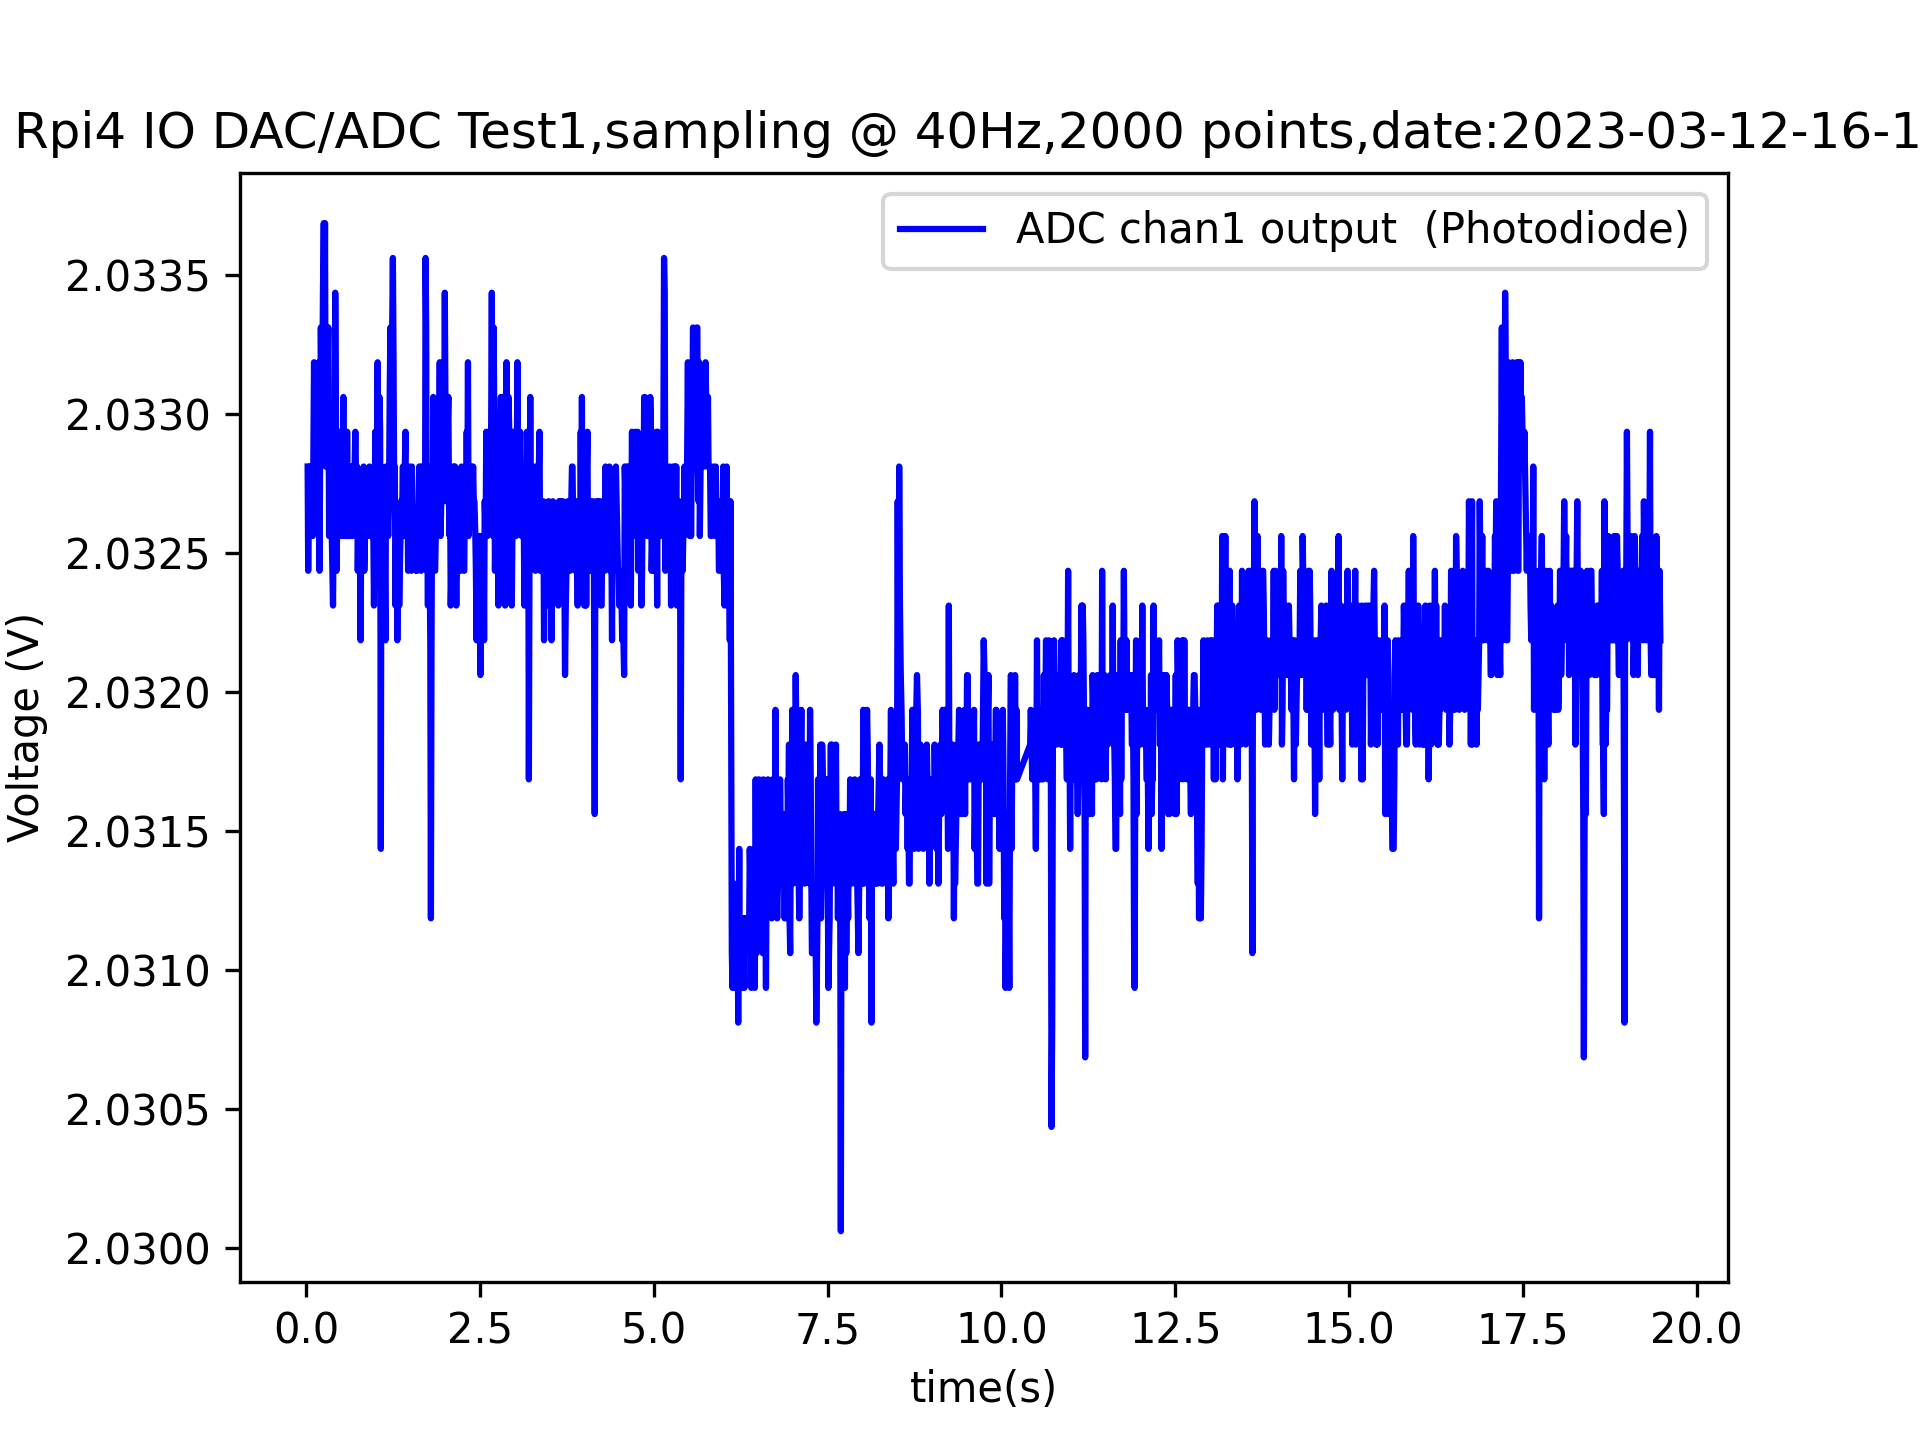 Rpi4 IO DAC/ADC Test1,sampling @ 40Hz,2000 points,date:2023-03-12-16-1
ADC chan1 output  (Photodiode)
Voltage (V)
2.0335
2.0330
2.0325
2.0320
2.0315
2.0310
2.0305
2.0300
0.0 2.5 5.0 7.5 10.0 12.5 15.0 17.5 20.0
time(s)